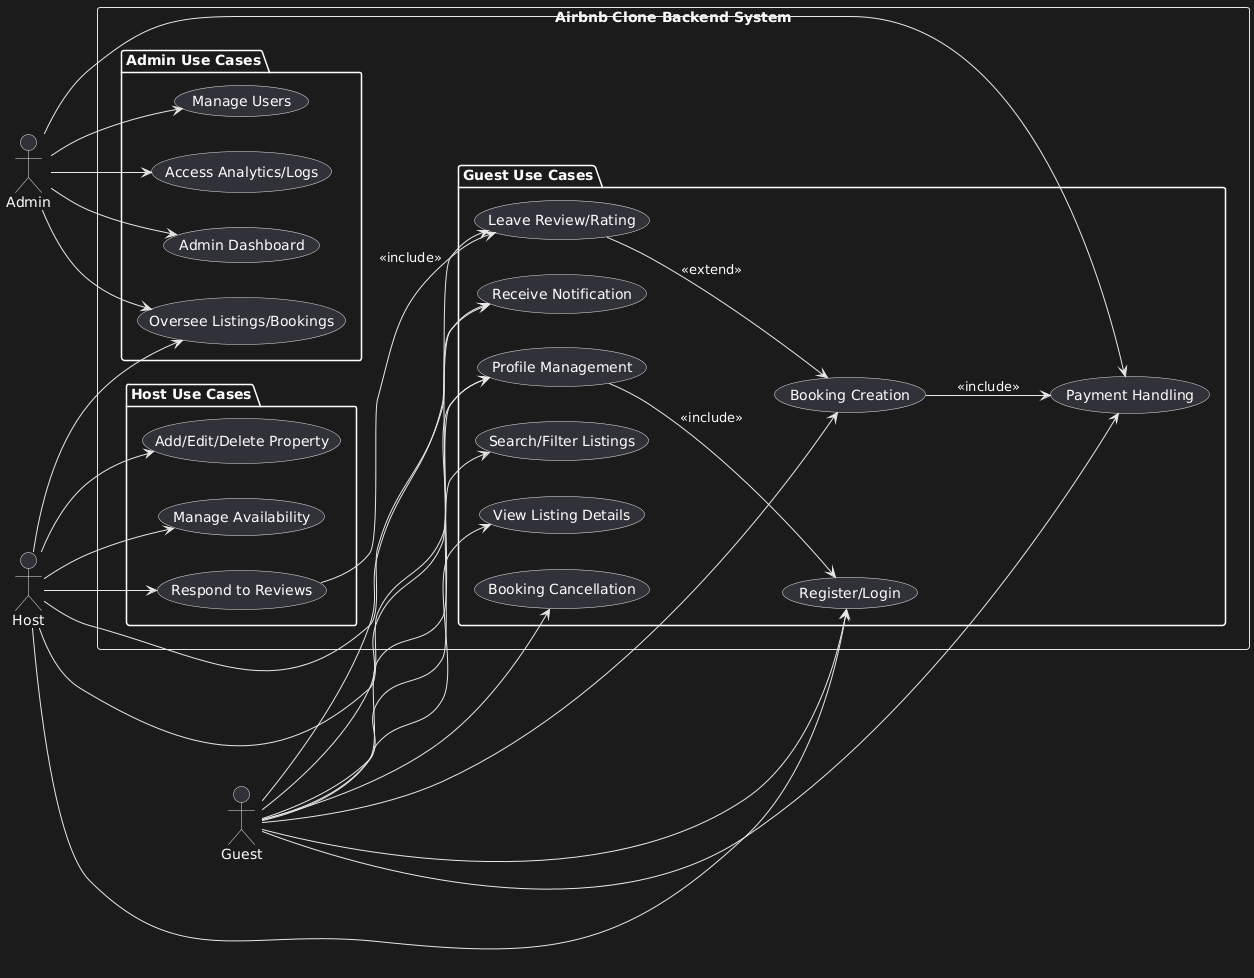 Airbnb Clone Backend System
Admin Use Cases
Manage Users
Access Analytics/Logs
Admin Dashboard
Oversee Listings/Bookings
Admin
Host Use Cases
Add/Edit/Delete Property
Manage Availability
Respond to Reviews
Host
Guest Use Cases
Leave Review/Rating
Receive Notification
Profile Management
Search/Filter Listings
View Listing Details
Booking Cancellation
Booking Creation
Register/Login
Payment Handling
«include»
«extend»
«include»
«include»
Guest